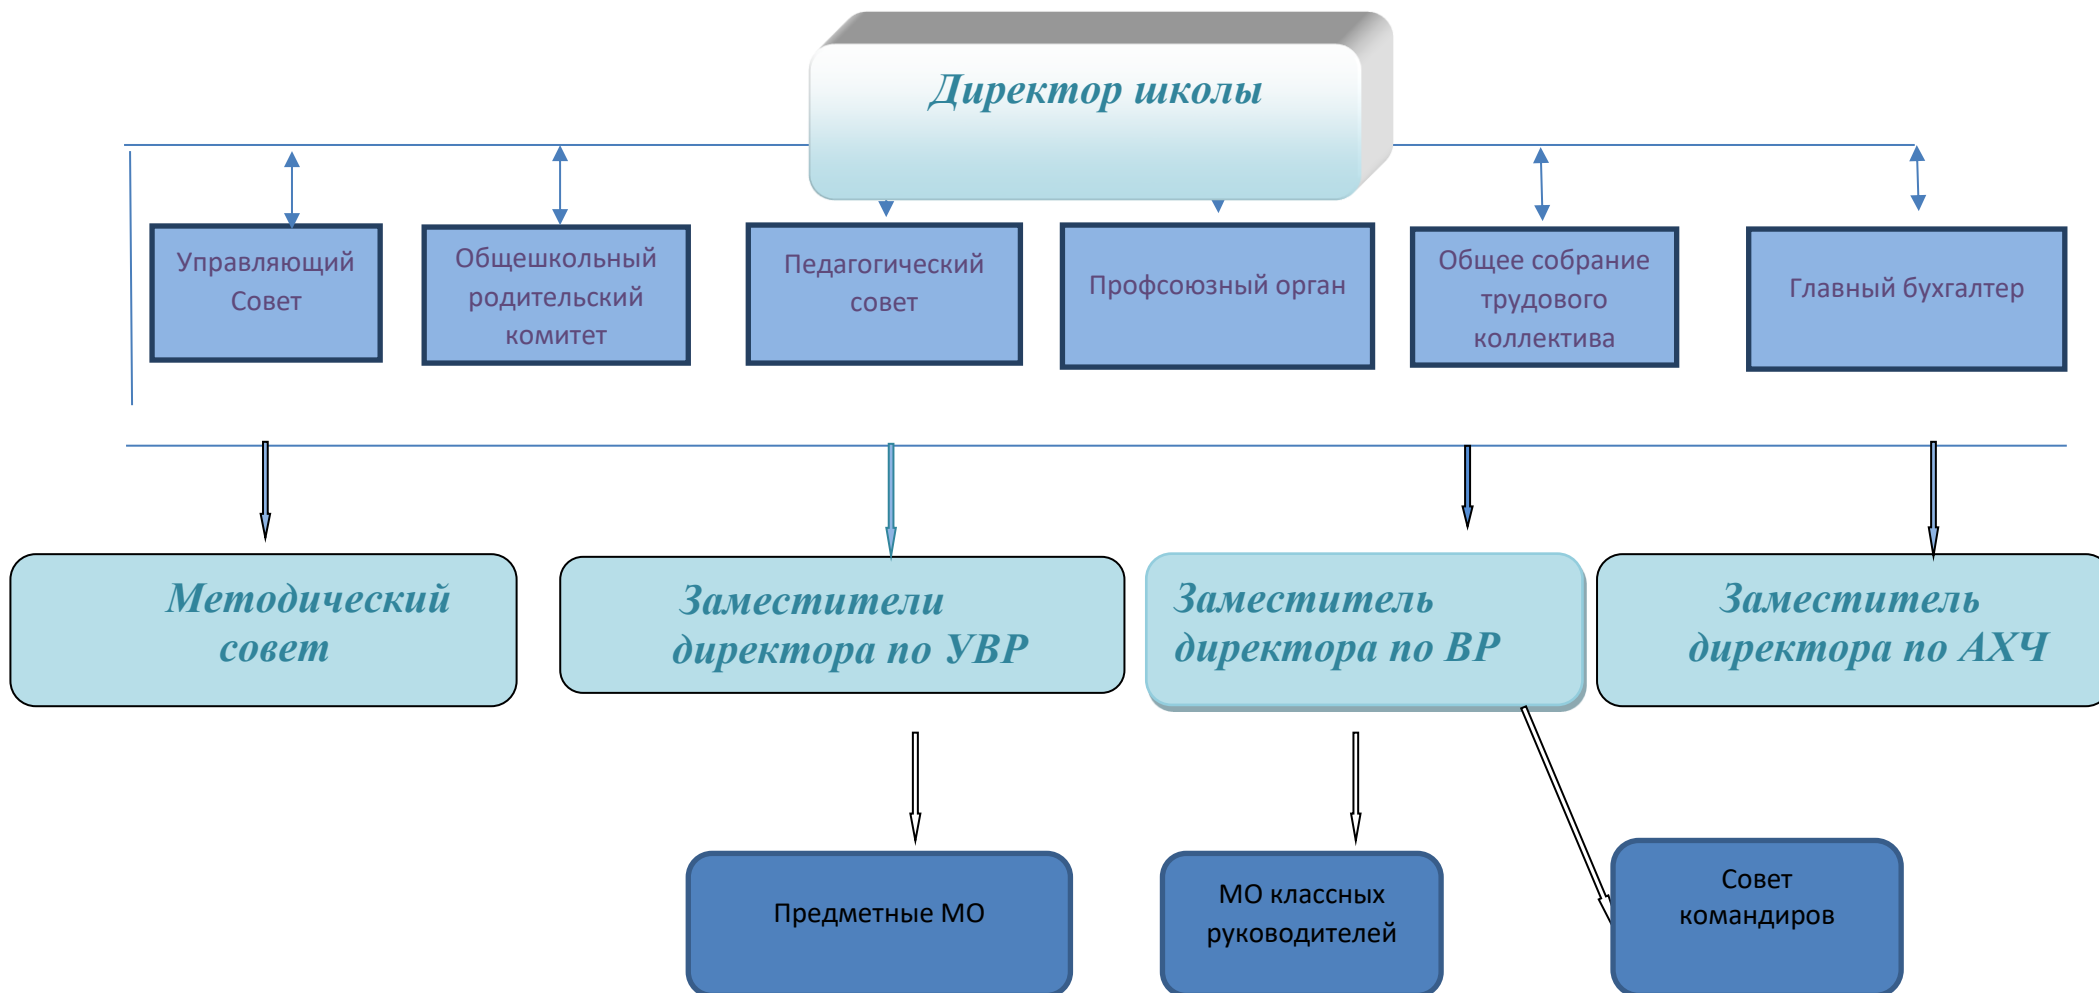 Директор школы
Управляющий
Совет
Общешкольный
родительский
комитет
Педагогический
совет
Профсоюзный орган
Общее собрание
трудового
коллектива
Главный бухгалтер
Методический
совет
Заместители
директора по УВР
Заместитель
директора по ВР
Заместитель
директора по АХЧ
Предметные МО
МО классных
руководителей
Совет
командиров